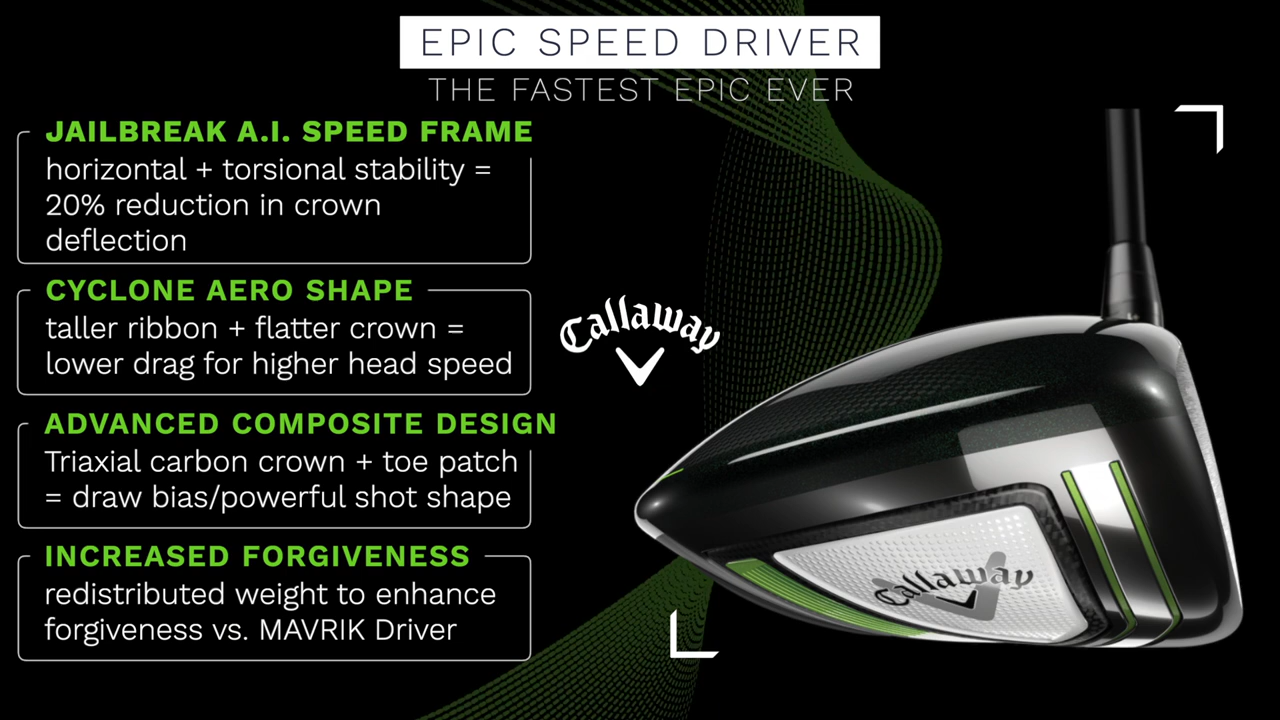 EPIC SPEED DRIVER
THE FASTEST EPIC EVER
JAILBREAK A.I. SPEED FRAME
horizontal + torsional stability =
20% reduction in crown
deflection
CYCLONE AERO SHAPE
taller ribbon + flatter crown =
lower drag for higher head speed
ADVANCED COMPOSITE DESIGN
Triaxial carbon crown + toe patch
= draw bias/powerful shot shape
INCREASED FORGIVENESS
redistributed weight to enhance
forgiveness vs. MAVRIK Driver
Callaway
Callaway